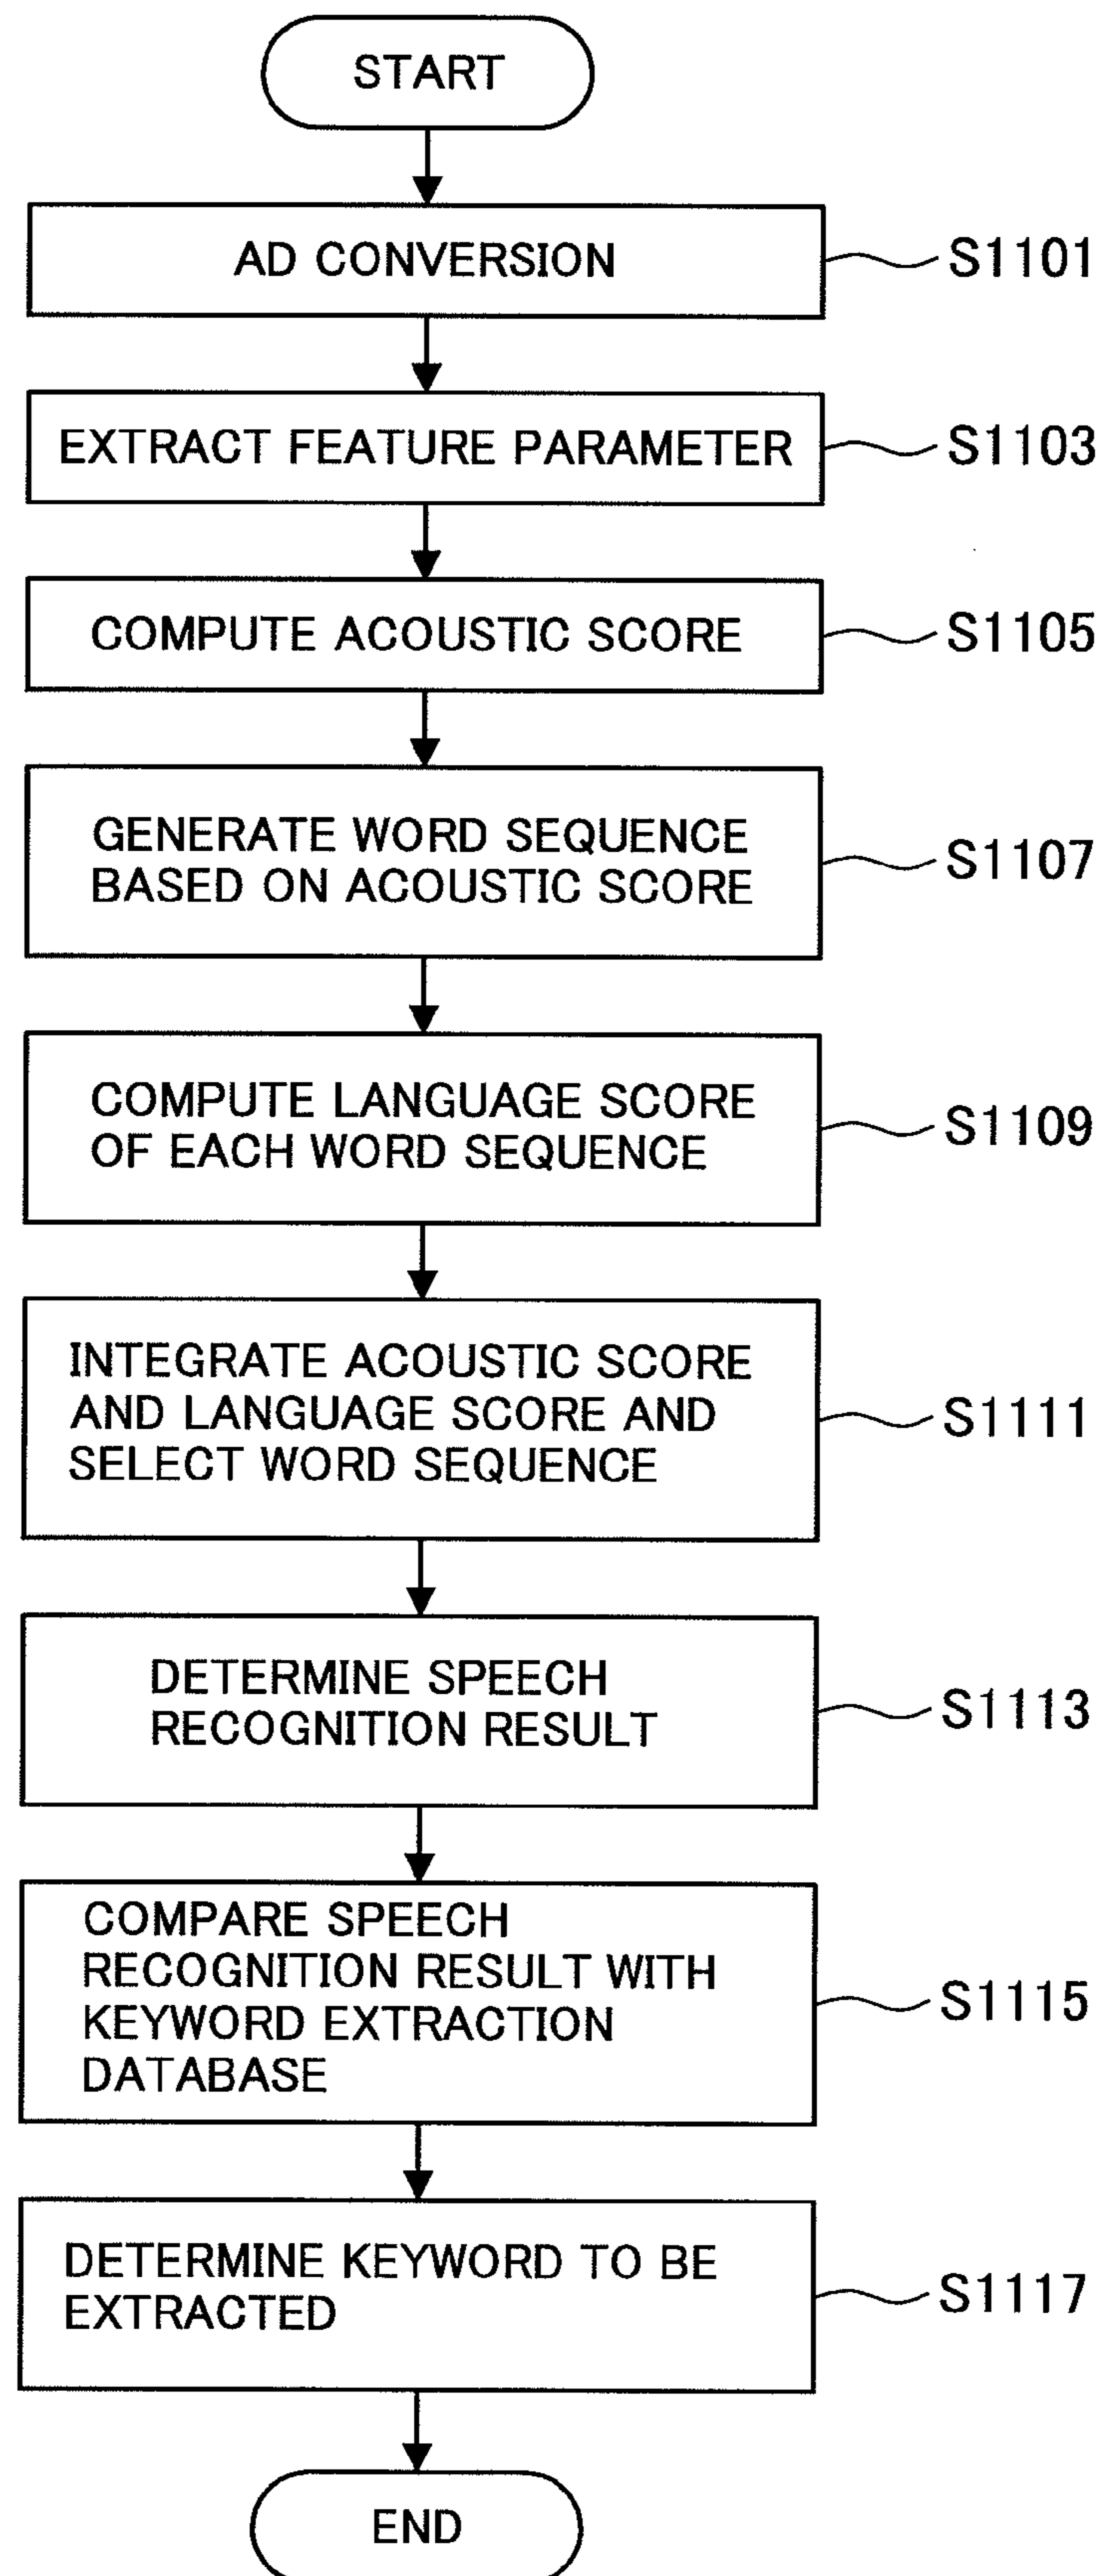 START
AD CONVERSION
S1101
EXTRACT FEATURE PARAMETER
S1103
COMPUTE ACOUSTIC SCORE
S1105
GENERATE WORD SEQUENCE
BASED ON ACOUSTIC SCORE
S1107
COMPUTE LANGUAGE SCORE
OF EACH WORD SEQUENCE
S1109
INTEGRATE ACOUSTIC SCORE
AND LANGUAGE SCORE AND
SELECT WORD SEQUENCE
S1111
DETERMINE SPEECH
RECOGNITION RESULT
S1113
COMPARE SPEECH
RECOGNITION RESULT WITH
KEYWORD EXTRACTION
DATABASE
S1115
DETERMINE KEYWORD TO BE
EXTRACTED
S1117
END